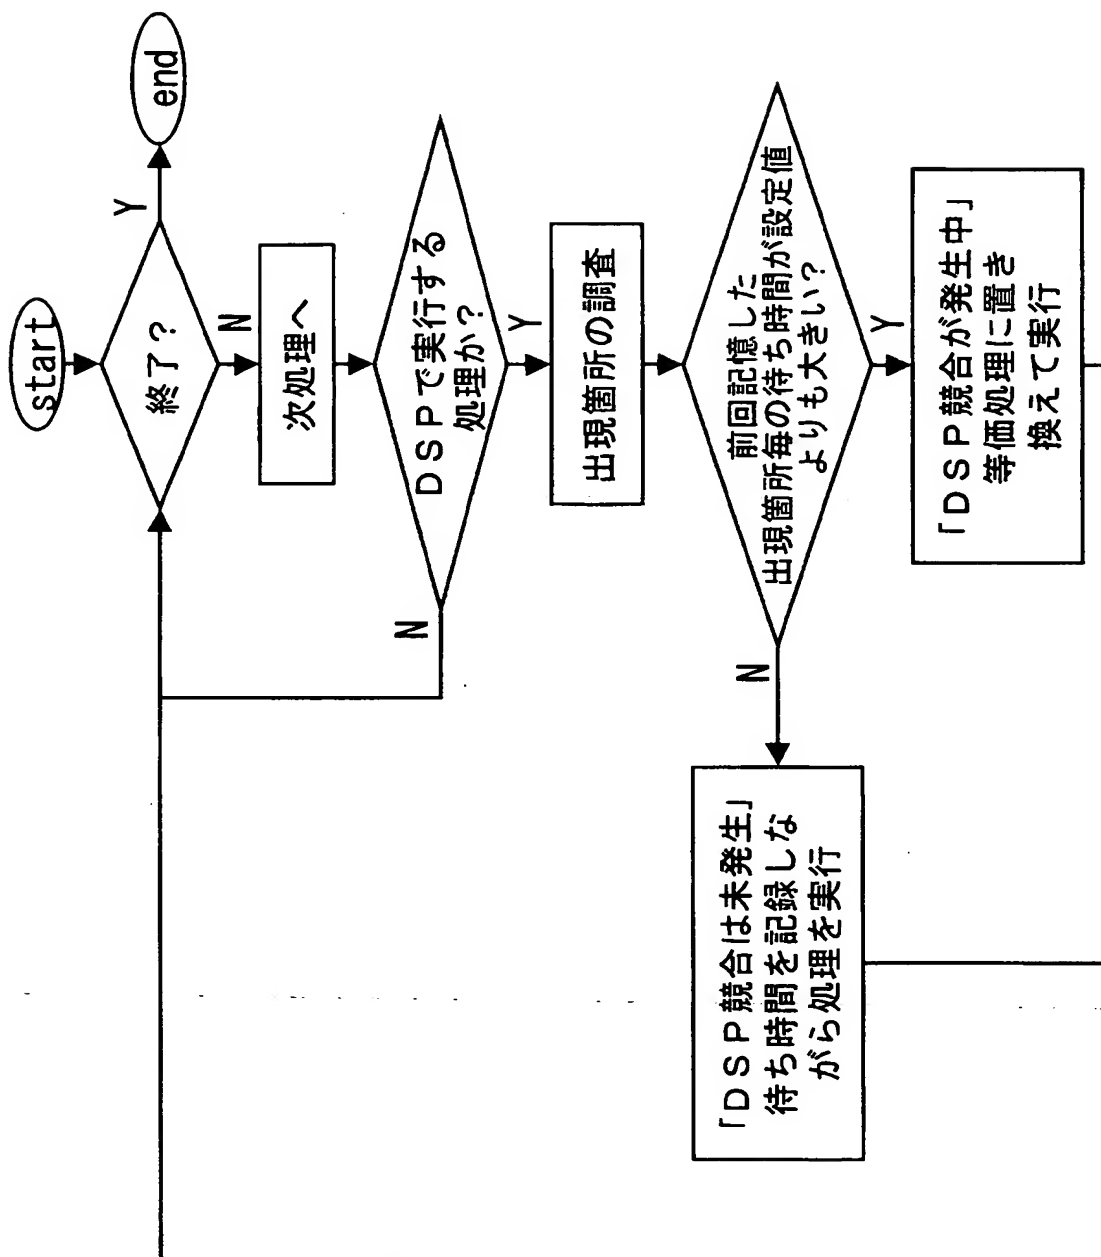 start
終了?
Y
end
N
次処理へ
DSPで実行する
処理か?
N
Y
出現箇所の調査
前回記憶した
出現箇所毎の待ち時間が設定値
よりも大きい?
N
Y
「DSP競合は未発生」
待ち時間を記録しな
がら処理を実行
「DSP競合が発生中」
等価処理に置き
換えて実行